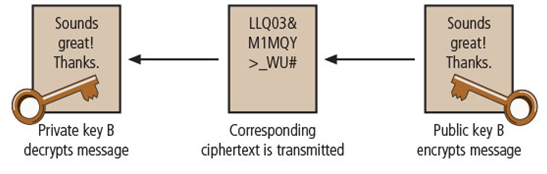 Sounds
great!
Thanks.
Private key B
decrypts message
LLQ03&
M1MQY
>_WU#
Corresponding
ciphertext is transmitted
Sounds
great!
Thanks.
Public key B
encrypts message